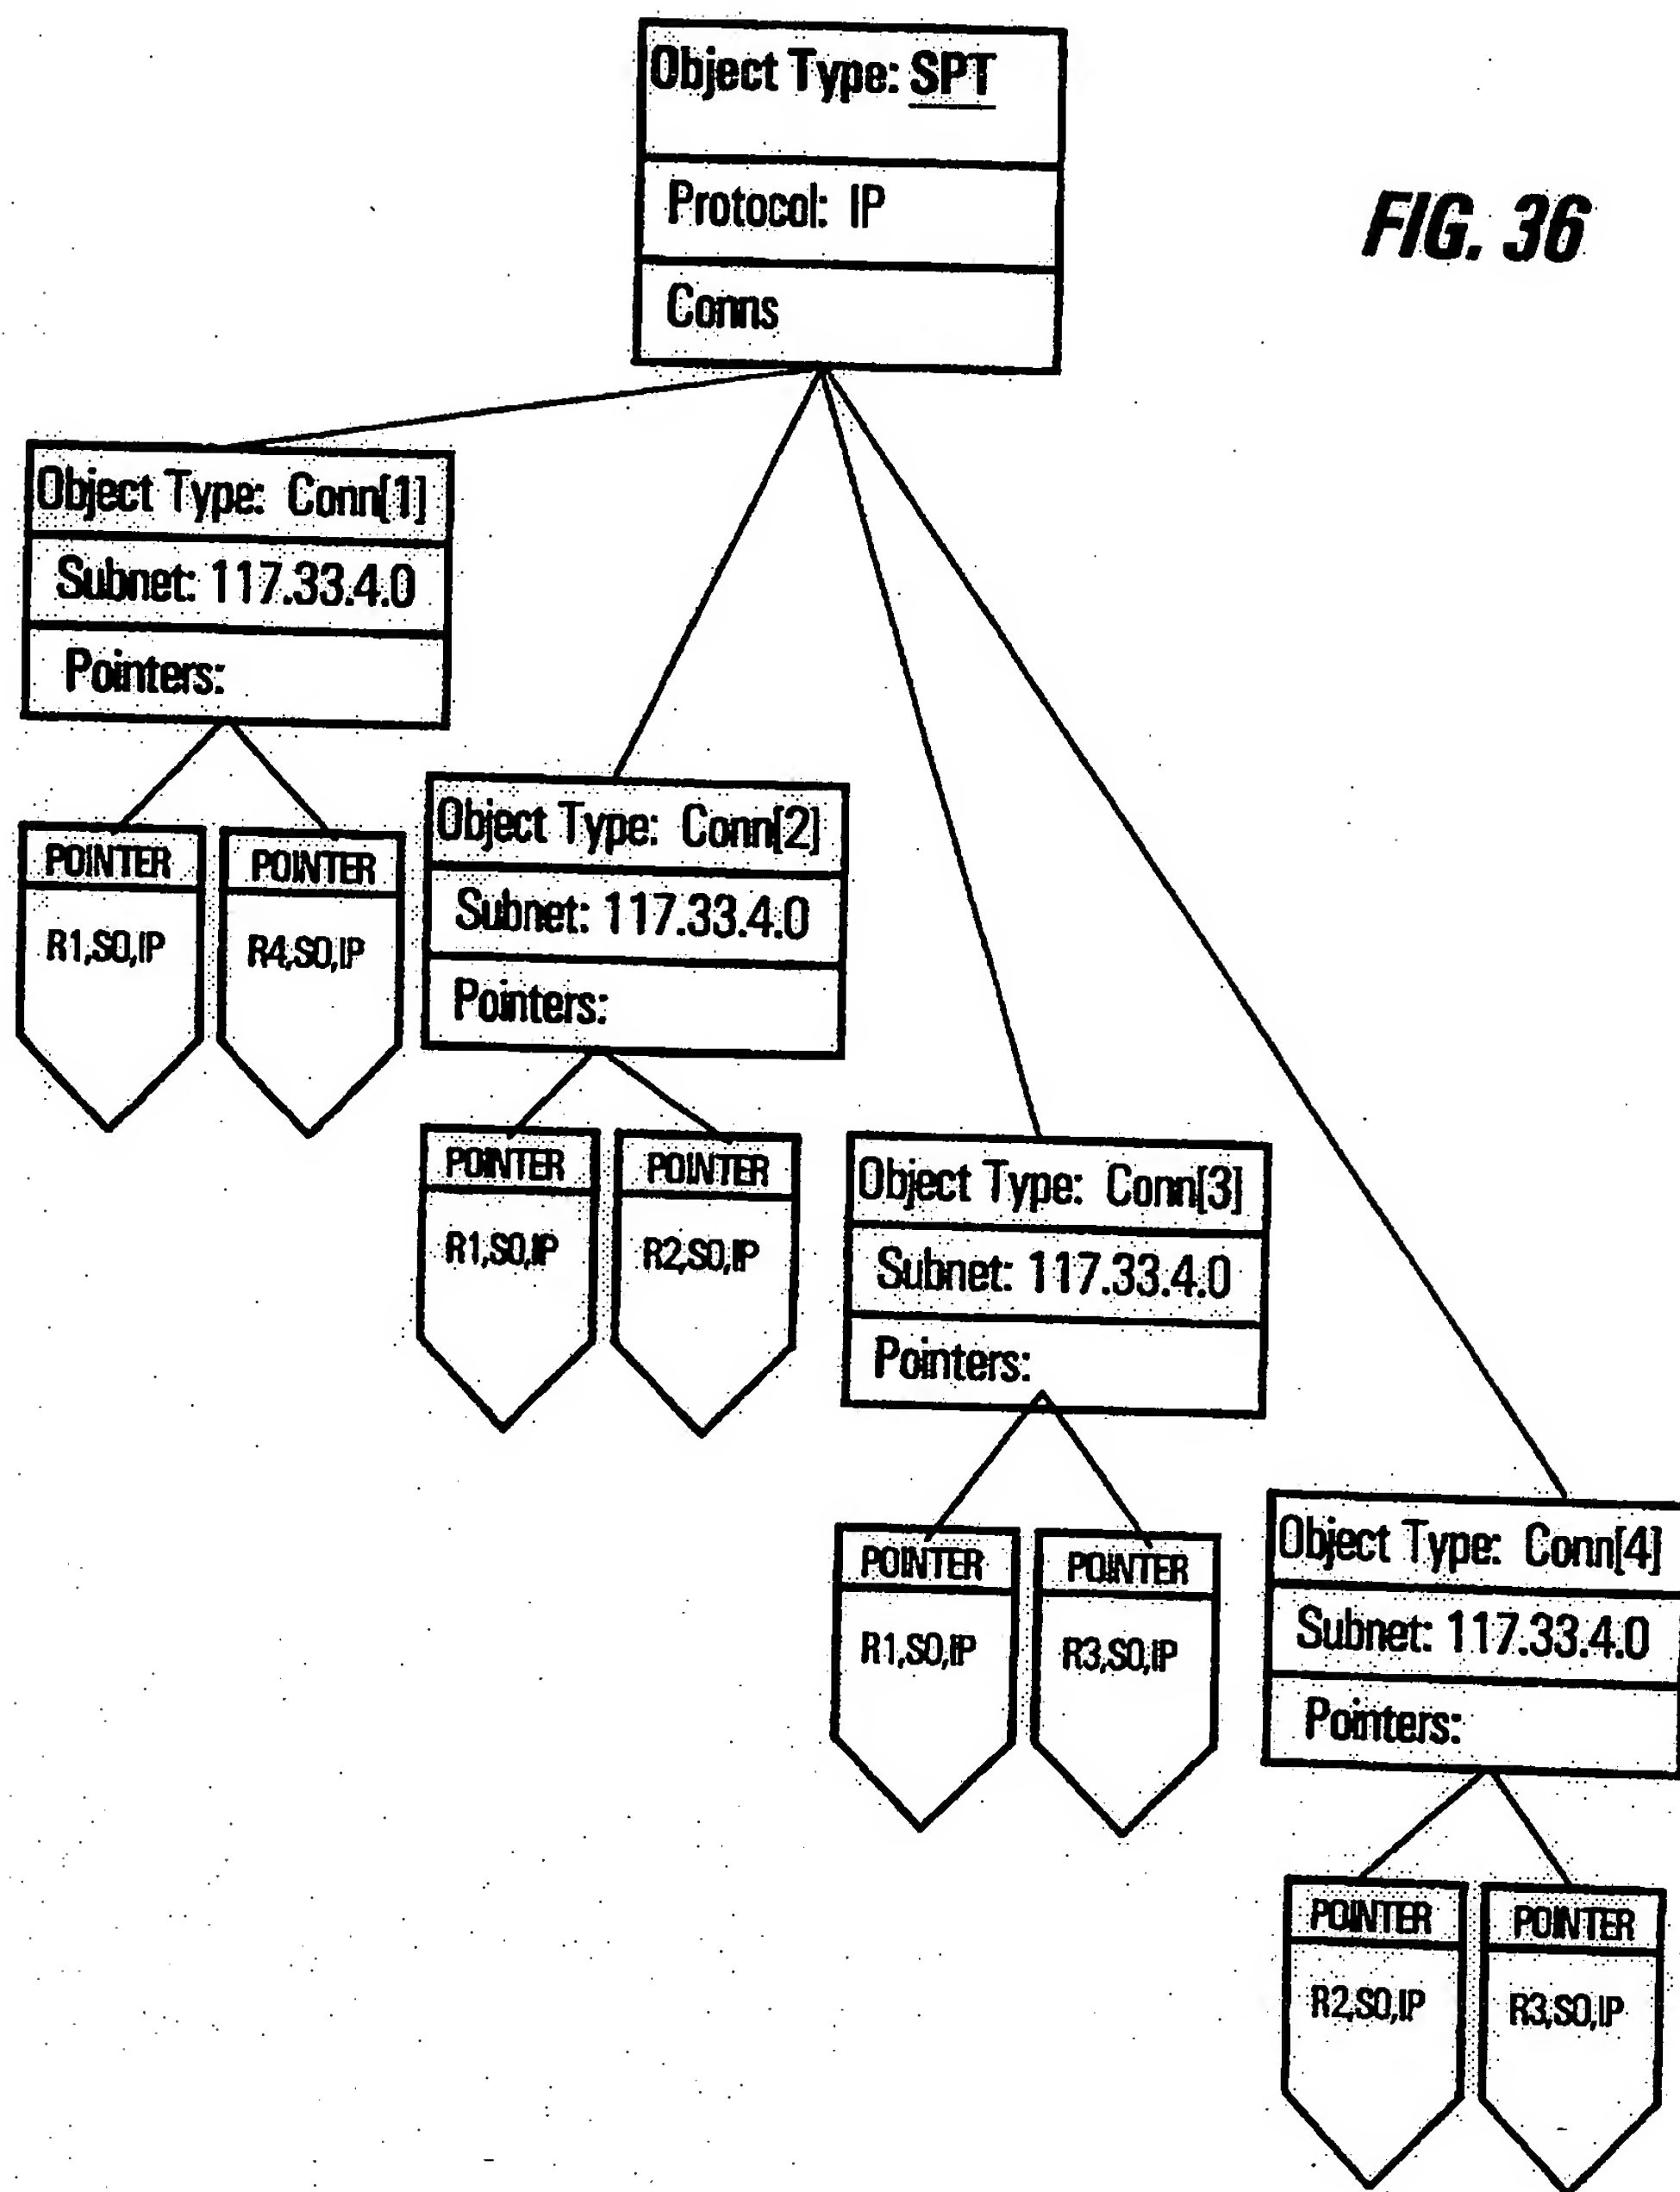 Object Type: SPT
Protocol: IP
Conns
FIG. 36
Object Type: Conn[1]
Subnet: 117.33.4.0
Pointers:
POINTER
R1,S0,IP
POINTER
R4,S0,IP
Object Type: Conn[2]
Subnet: 117.33.4.0
Pointers:
POINTER
R1,S0,IP
POINTER
R2,S0,IP
Object Type: Conn[3]
Subnet: 117.33.4.0
Pointers:
POINTER
R1,S0,IP
POINTER
R3,S0,IP
Object Type: Conn[4]
Subnet: 117.33.4.0
Pointers:
POINTER
R2,S0,IP
POINTER
R3,S0,IP